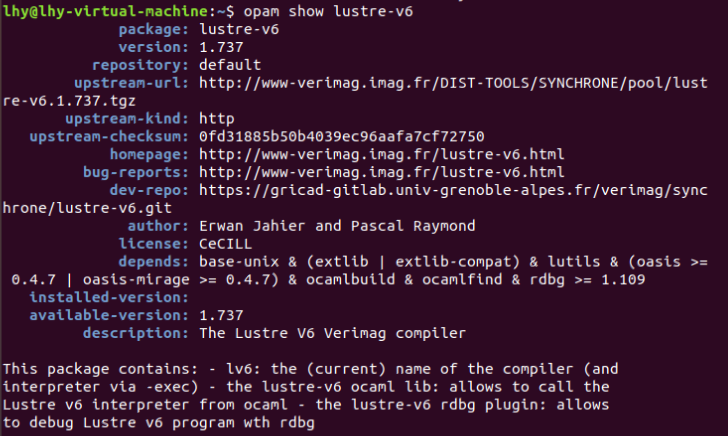 lhy@lhy-virtual-machine:~$ opam show lustre-v6
package: lustre-v6
version: 1.737
repository: default
upstream-url: http://www-verimag.imag.fr/DIST-TOOLS/SYNCHRONE/pool/lust
re-v6.1.737.tgz
upstream-kind: http
upstream-checksum: 0fd31885b50b4039ec96aafa7cf72750
homepage: http://www-verimag.imag.fr/lustre-v6.html
bug-reports: http://www-verimag.imag.fr/lustre-v6.html
dev-repo: https://gricad-gitlab.univ-grenoble-alpes.fr/verimag/sync
hrone/lustre-v6.git
author: Erwan Jahier and Pascal Raymond
license: CeCILL
depends: base-unix & (extlib | extlib-compat) & lutils & (oasis >=
0.4.7 | oasis-mirage >= 0.4.7) & ocamlbuild & ocamlfind & rdbg >= 1.109
installed-version:
available-version: 1.737
description: The Lustre V6 Verimag compiler
This package contains: - lv6: the (current) name of the compiler (and
interpreter via -exec) - the lustre-v6 ocaml lib: allows to call the
Lustre v6 interpreter from ocaml - the lustre-v6 rdbg plugin: allows
to debug Lustre v6 program wth rdbg